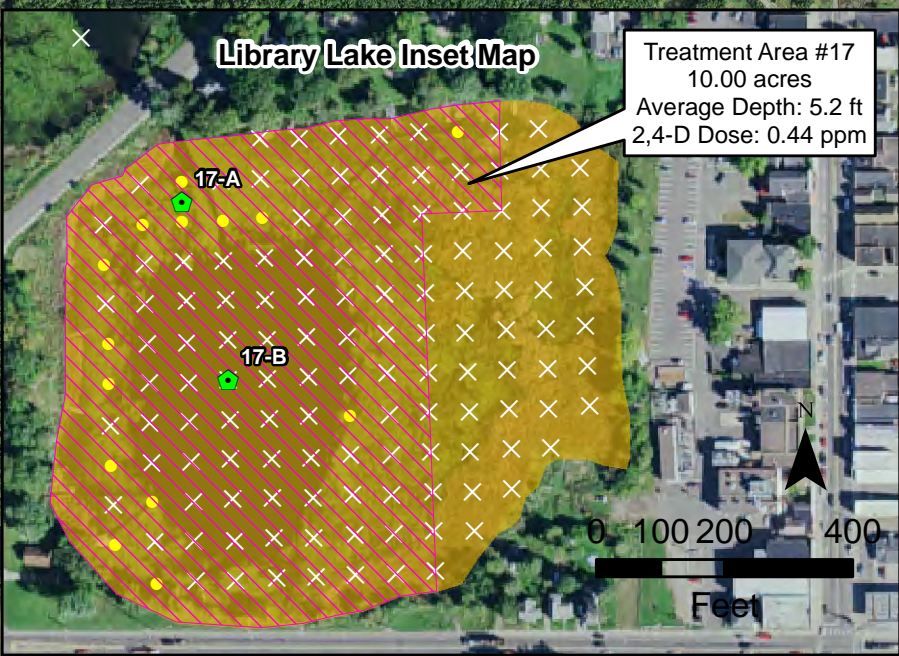 Library Lake Inset Map
Treatment Area #17
10.00 acres
Average Depth: 5.2 ft
2,4-D Dose: 0.44 ppm
17-A
17-B
N
0 100 200 400
Feet